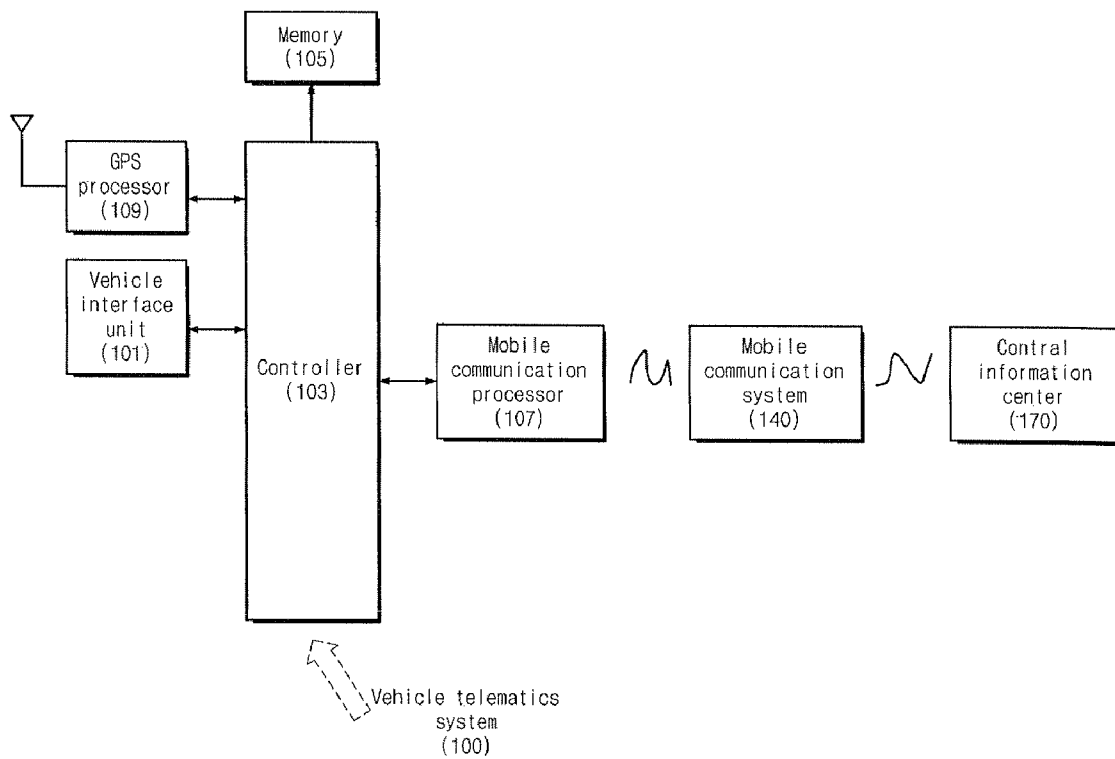 Memory
(105)
GPS
processor
(109)
Vehicle
interface
unit
(101)
Controller
(103)
Mobile
communication
processor
(107)
Mobile
communication
system
(140)
Contral
information
center
(170)
Vehicle telematics
system
(100)